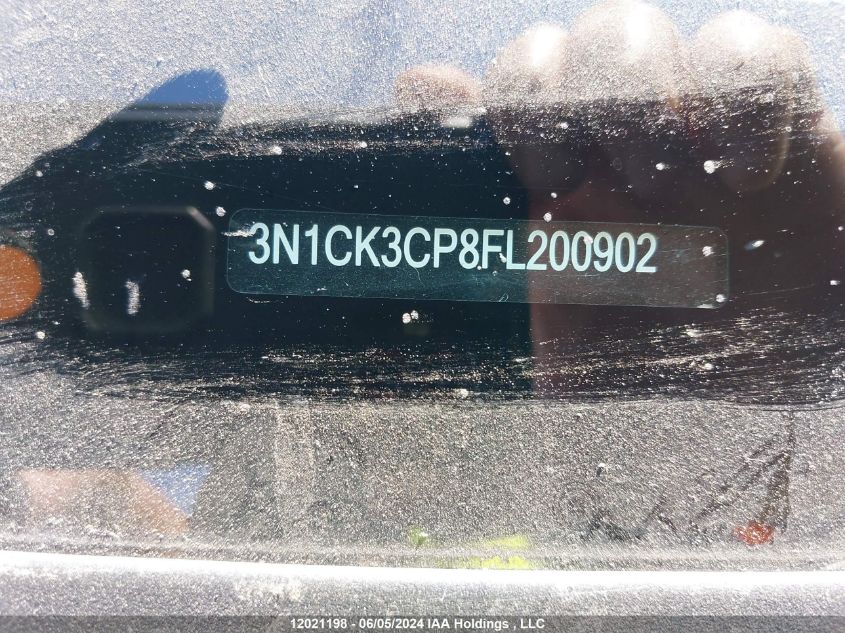 3N1CK3CP8FL200902
12021198 - 06/05/2024 IAA Holdings , LLC